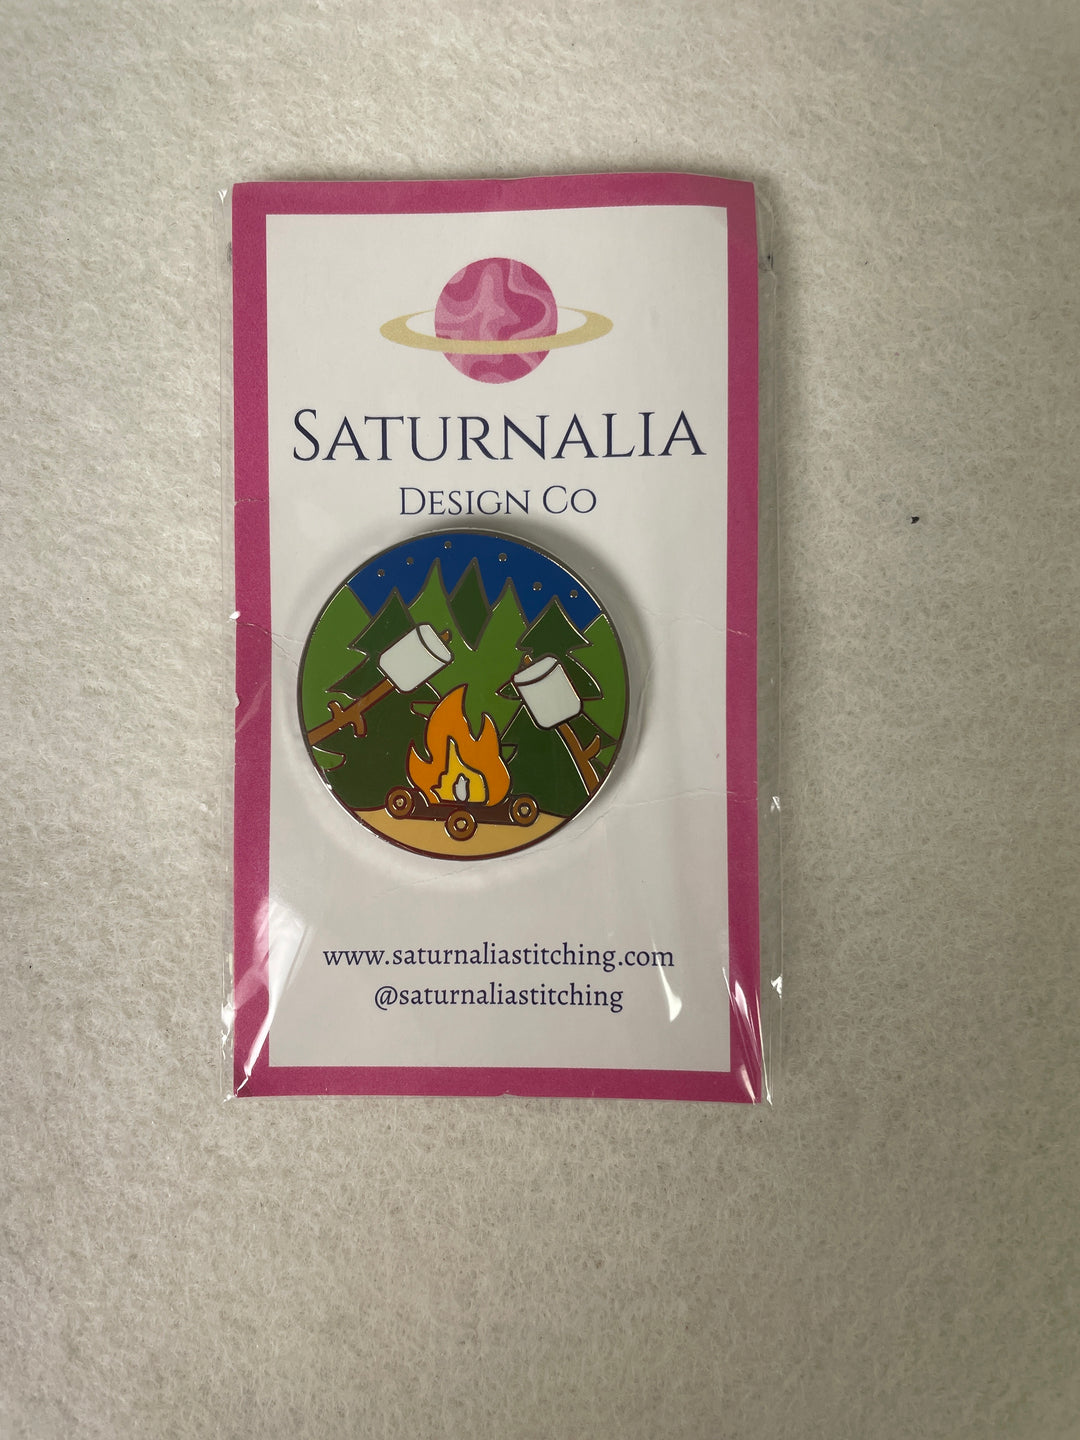 SATURNALIA
DESIGN CO
www.saturnaliastitching.com
@saturnaliastitching